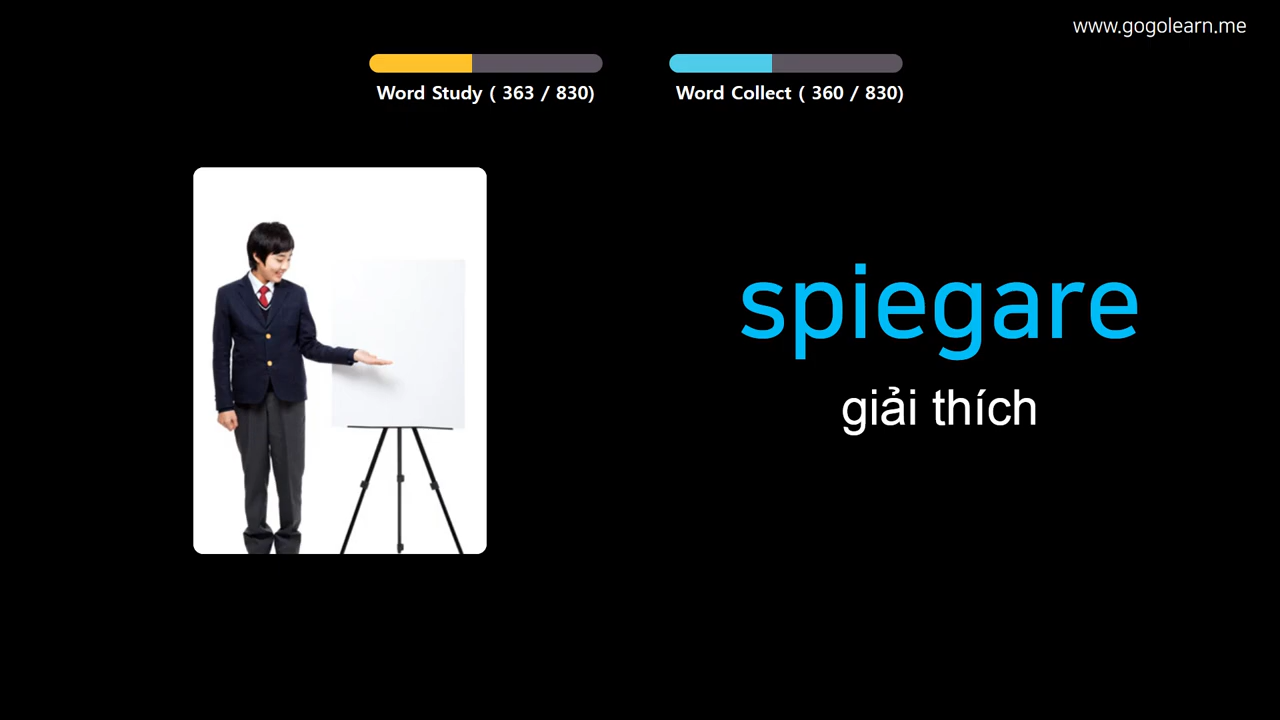 www.gogolearn.me
Word Study ( 363 / 830)
Word Collect ( 360 / 830)
spiegare
giải thích